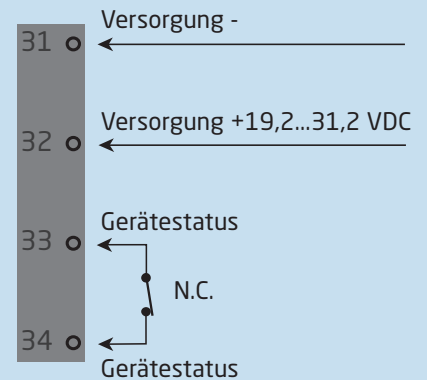 Versorgung -
31
Versorgung +19,2...31,2 VDC
32
Gerätestatus
33
N.C.
34
Gerätestatus